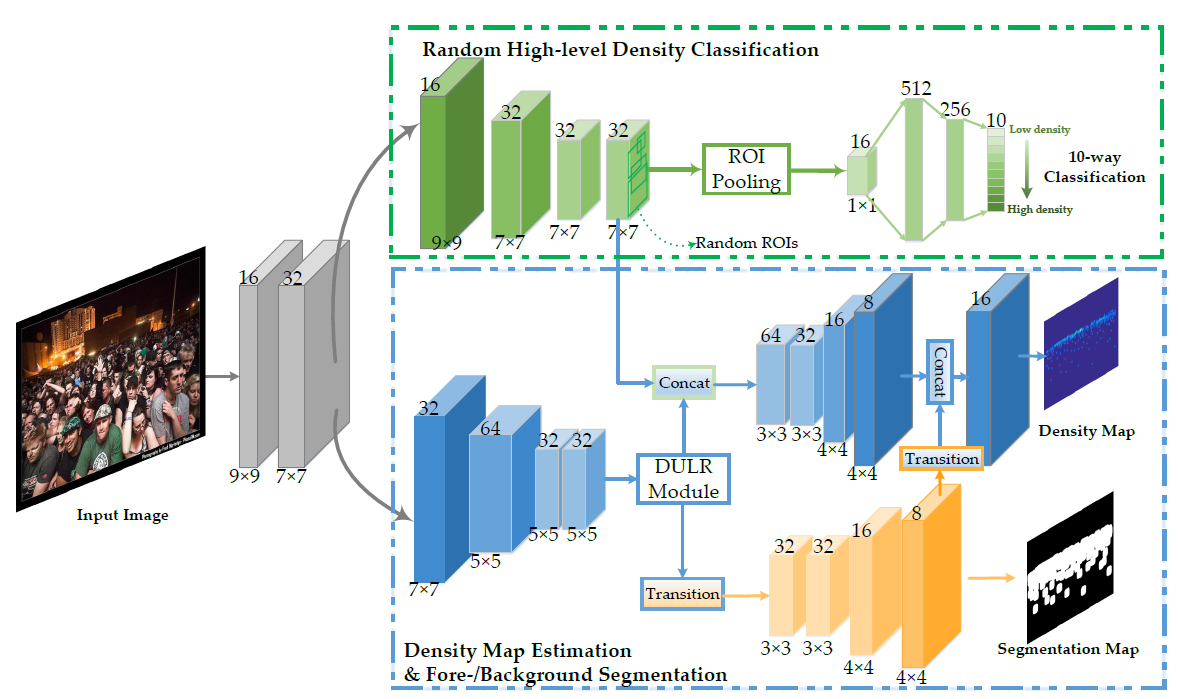 Random High-level Density Classification
16
32
32
32
9×9
7×7
7×7
7×7
ROI
Pooling
Random ROIs
16
1×1
512
256
10
Low density
10-way
Classification
High density
Input Image
16
32
9×9
7×7
32
64
32
32
7×7
5×5
5×5
5×5
DULR
Module
Concat
Transition
64
32
16
8
3×3
3×3
4×4
4×4
Concat
16
Density Map
Transition
32
32
16
8
3×3
3×3
4×4
4×4
Segmentation Map
Density Map Estimation
& Fore-/Background Segmentation